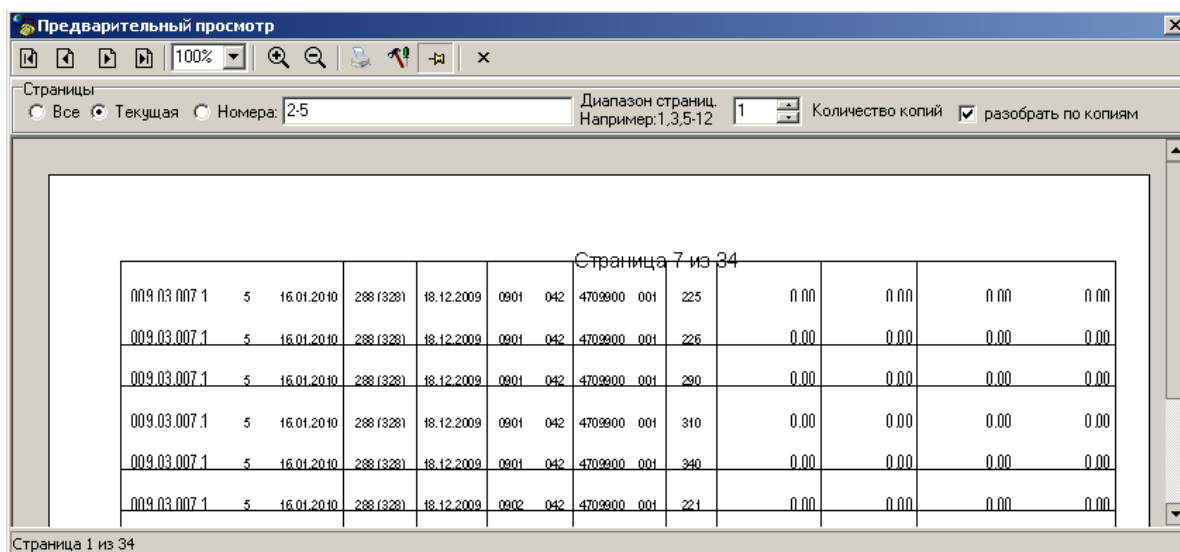 Предварительный просмотр
100%
Страницы
Все Текущая Номера: 2-5 Диапазон страниц. Например:1,3,5-12 1 Количество копий разобрать по копиям
Страница 7 из 34
009.03.007.1 5 16.01.2010 288 (328) 18.12.2009 0901 042 4709900 001 225 0.00 0.00 0.00 0.00
009.03.007.1 5 16.01.2010 288 (328) 18.12.2009 0901 042 4709900 001 226 0.00 0.00 0.00 0.00
009.03.007.1 5 16.01.2010 288 (328) 18.12.2009 0901 042 4709900 001 290 0.00 0.00 0.00 0.00
009.03.007.1 5 16.01.2010 288 (328) 18.12.2009 0901 042 4709900 001 310 0.00 0.00 0.00 0.00
009.03.007.1 5 16.01.2010 288 (328) 18.12.2009 0901 042 4709900 001 340 0.00 0.00 0.00 0.00
009.03.007.1 5 16.01.2010 288 (328) 18.12.2009 0902 042 4709900 001 221 0.00 0.00 0.00 0.00
Страница 1 из 34